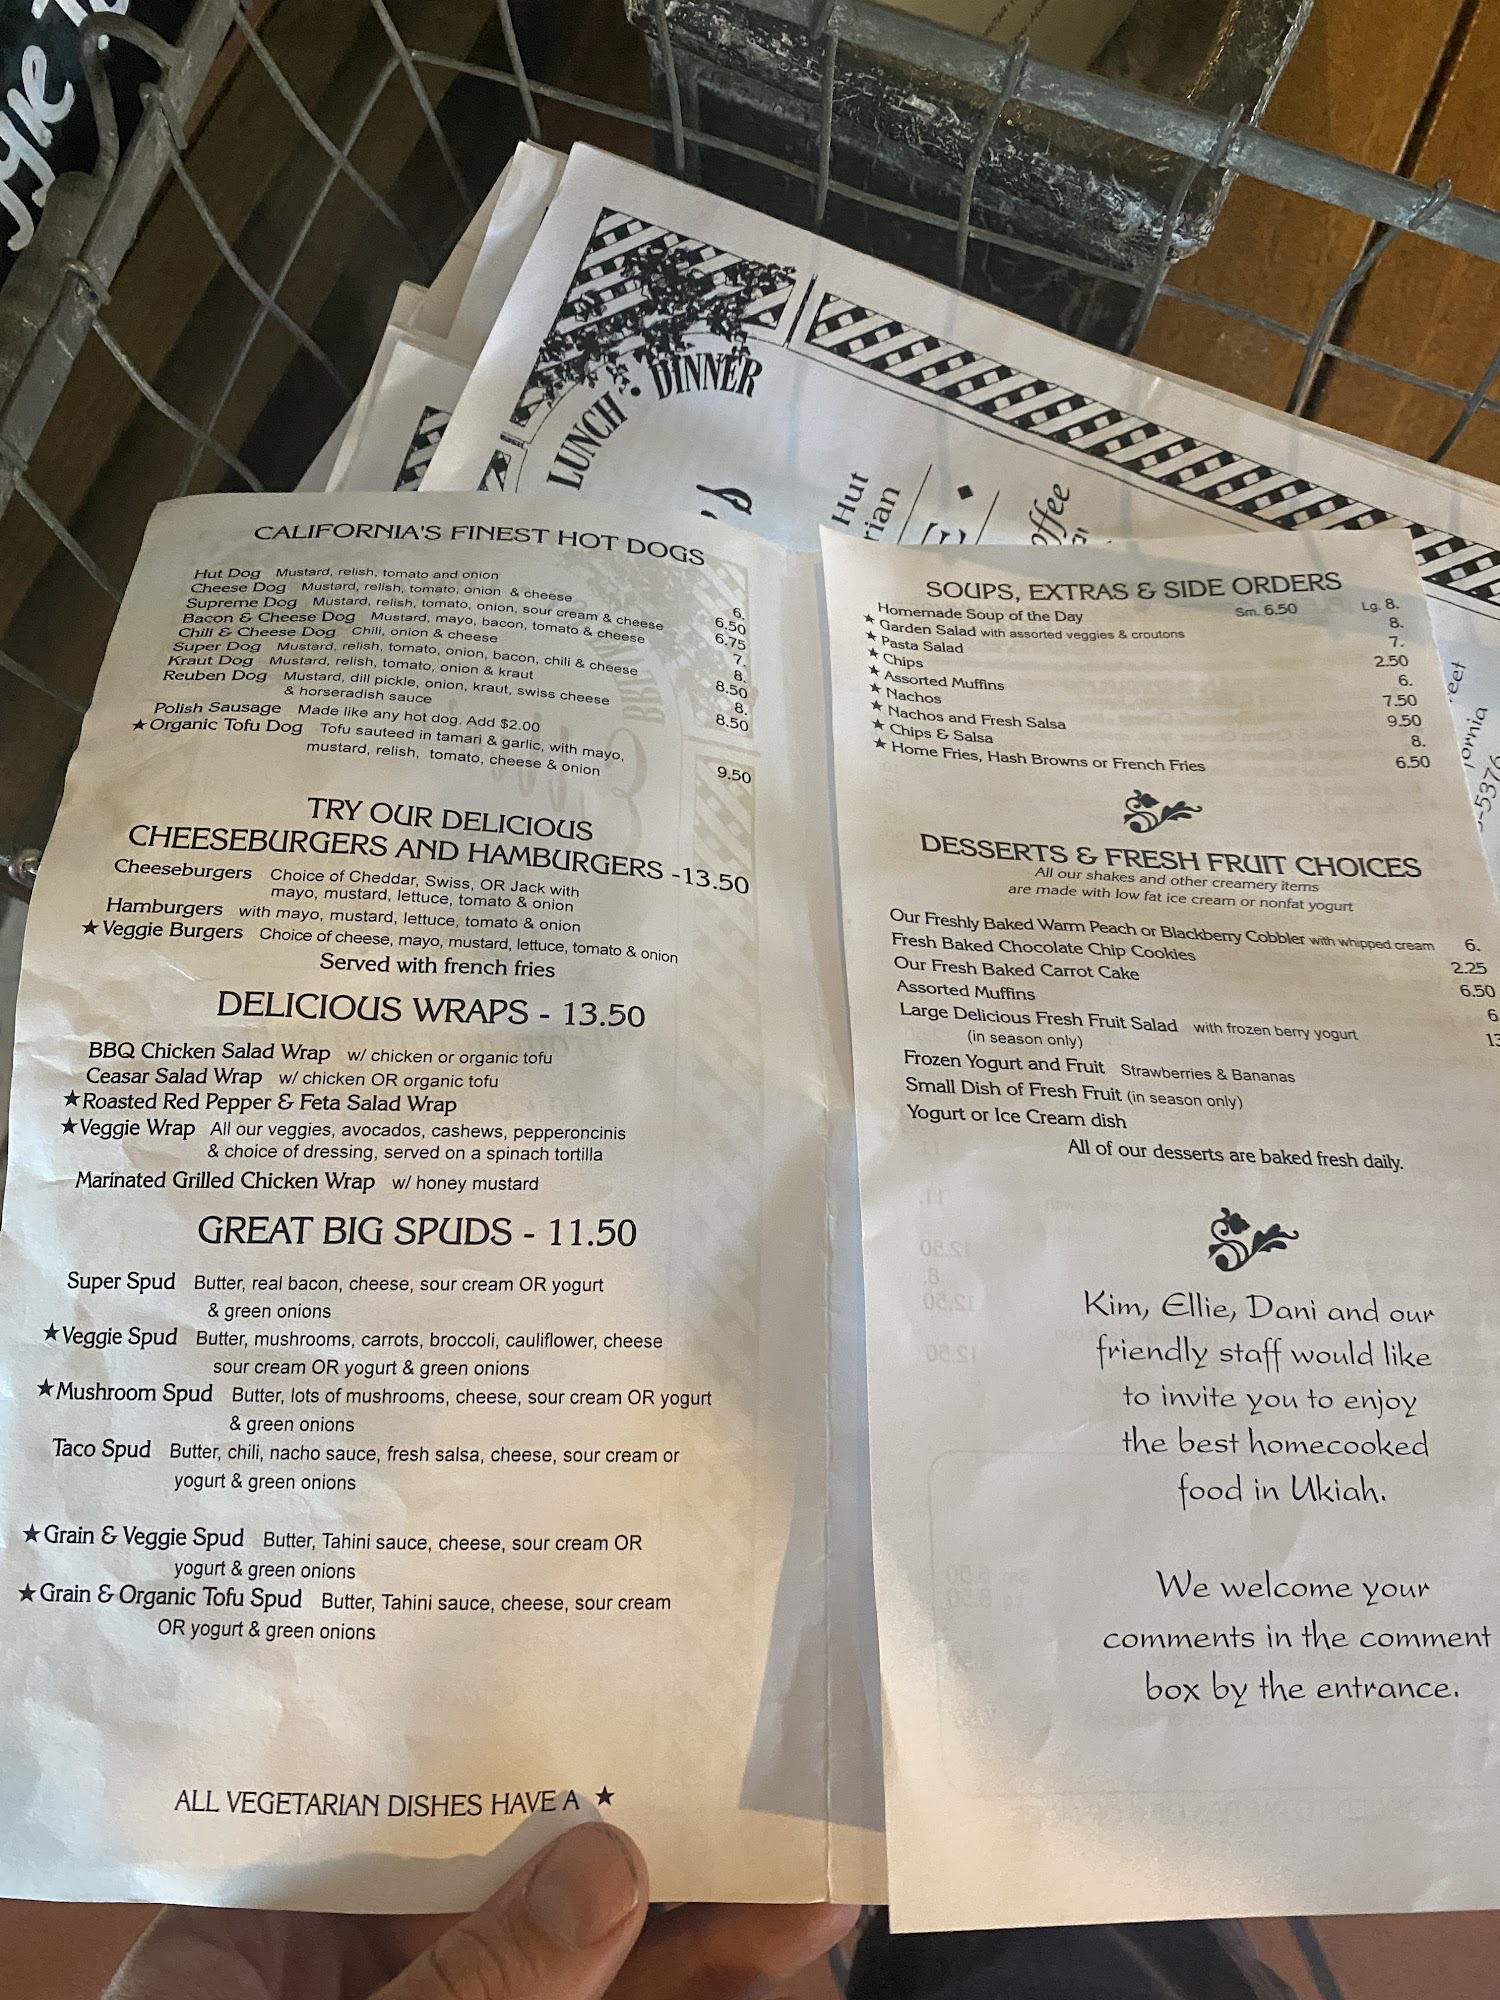 LUNCH • DINNER
Hut
rian
offee
CALIFORNIA'S FINEST HOT DOGS
Hut Dog Mustard, relish, tomato and onion 6.
Cheese Dog Mustard, relish, tomato, onion & cheese 6.50
Supreme Dog Mustard, relish, tomato, onion, sour cream & cheese 6.75
Bacon & Cheese Dog Mustard, mayo, bacon, tomato & cheese 7.
Chili & Cheese Dog Chili, onion & cheese 8.
Super Dog Mustard, relish, tomato, onion, bacon, chili & cheese 8.50
Kraut Dog Mustard, relish, tomato, onion & kraut 8.
Reuben Dog Mustard, dill pickle, onion, kraut, swiss cheese 8.50
& horseradish sauce
Polish Sausage Made like any hot dog. Add $2.00
★Organic Tofu Dog Tofu sauteed in tamari & garlic, with mayo,
mustard, relish, tomato, cheese & onion 9.50
TRY OUR DELICIOUS
CHEESEBURGERS AND HAMBURGERS -13.50
Cheeseburgers Choice of Cheddar, Swiss, OR Jack with
mayo, mustard, lettuce, tomato & onion
Hamburgers with mayo, mustard, lettuce, tomato & onion
★Veggie Burgers Choice of cheese, mayo, mustard, lettuce, tomato & onion
Served with french fries
DELICIOUS WRAPS - 13.50
BBQ Chicken Salad Wrap w/ chicken or organic tofu
Ceasar Salad Wrap w/ chicken OR organic tofu
★Roasted Red Pepper & Feta Salad Wrap
★Veggie Wrap All our veggies, avocados, cashews, pepperoncinis
& choice of dressing, served on a spinach tortilla
Marinated Grilled Chicken Wrap w/ honey mustard
GREAT BIG SPUDS - 11.50
Super Spud Butter, real bacon, cheese, sour cream OR yogurt
& green onions
★Veggie Spud Butter, mushrooms, carrots, broccoli, cauliflower, cheese
sour cream OR yogurt & green onions
★Mushroom Spud Butter, lots of mushrooms, cheese, sour cream OR yogurt
& green onions
Taco Spud Butter, chili, nacho sauce, fresh salsa, cheese, sour cream or
yogurt & green onions
★Grain & Veggie Spud Butter, Tahini sauce, cheese, sour cream OR
yogurt & green onions
★Grain & Organic Tofu Spud Butter, Tahini sauce, cheese, sour cream
OR yogurt & green onions
ALL VEGETARIAN DISHES HAVE A ★
SOUPS, EXTRAS & SIDE ORDERS
Homemade Soup of the Day Sm. 6.50 Lg. 8.
★ Garden Salad with assorted veggies & croutons 8.
★ Pasta Salad 7.
★ Chips 2.50
★ Assorted Muffins 6.
★ Nachos 7.50
★ Nachos and Fresh Salsa 9.50
★ Chips & Salsa 8.
★ Home Fries, Hash Browns or French Fries 6.50
DESSERTS & FRESH FRUIT CHOICES
All our shakes and other creamery items
are made with low fat ice cream or nonfat yogurt
Our Freshly Baked Warm Peach or Blackberry Cobbler with whipped cream 6.
Fresh Baked Chocolate Chip Cookies 2.25
Our Fresh Baked Carrot Cake 6.50
Assorted Muffins 6
Large Delicious Fresh Fruit Salad with frozen berry yogurt 13
(in season only)
Frozen Yogurt and Fruit Strawberries & Bananas
Small Dish of Fresh Fruit (in season only)
Yogurt or Ice Cream dish
All of our desserts are baked fresh daily.
Kim, Ellie, Dani and our
friendly staff would like
to invite you to enjoy
the best homecooked
food in Ukiah.
We welcome your
comments in the comment
box by the entrance.
eet
ornia
-5376